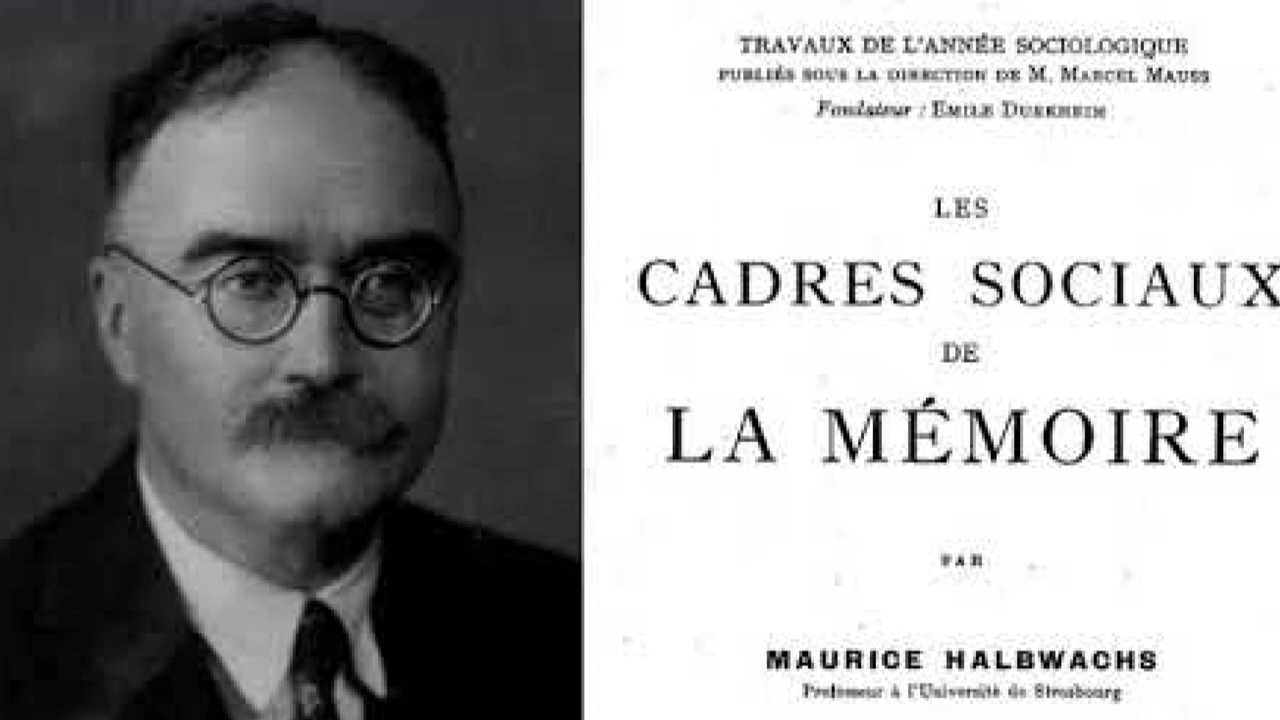 TRAVAUX DE L'ANNÉE SOCIOLOGIQUE
PUBLIÉS SOUS LA DIRECTION DE M. MARCEL MAUSS
Fondateur : ÉMILE DURKHEIM
LES
CADRES SOCIAUX
DE
LA MÉMOIRE
PAR
MAURICE HALBWACHS
Professeur à l'Université de Strasbourg